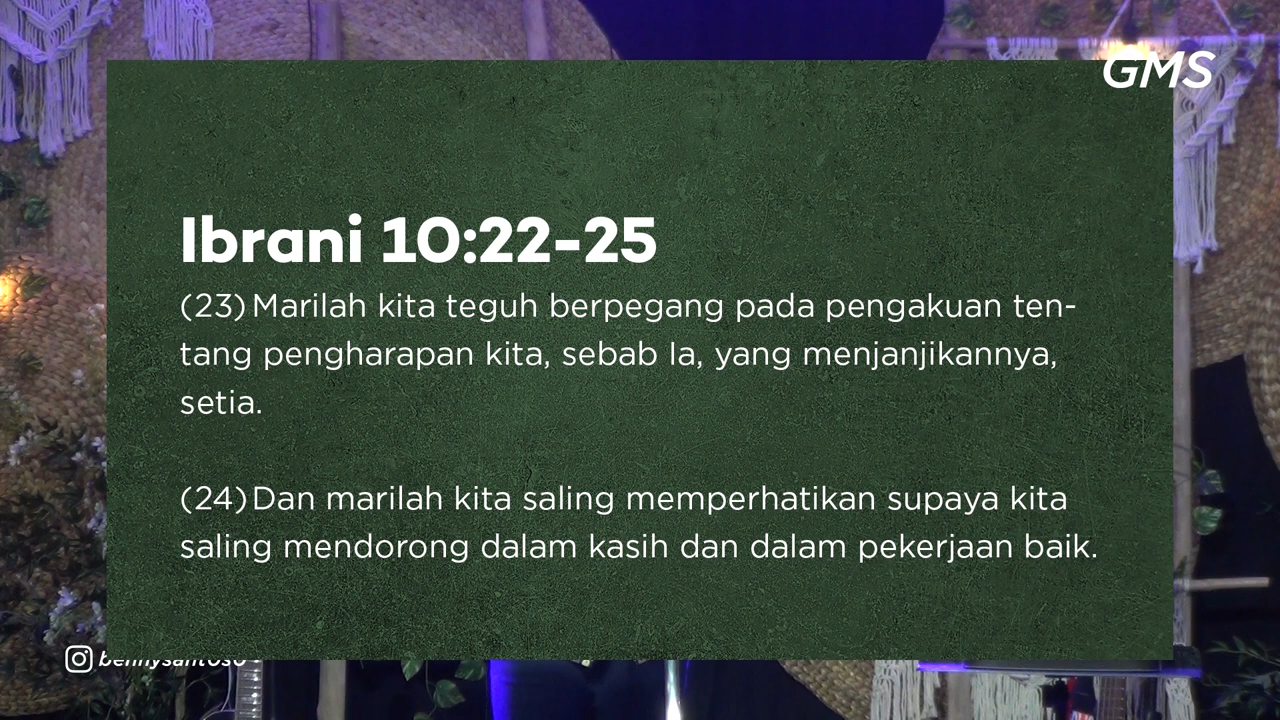 GMS
Ibrani 10:22-25
(23) Marilah kita teguh berpegang pada pengakuan ten-
tang pengharapan kita, sebab Ia, yang menjanjikannya,
setia.
(24) Dan marilah kita saling memperhatikan supaya kita
saling mendorong dalam kasih dan dalam pekerjaan baik.
bennysantoso